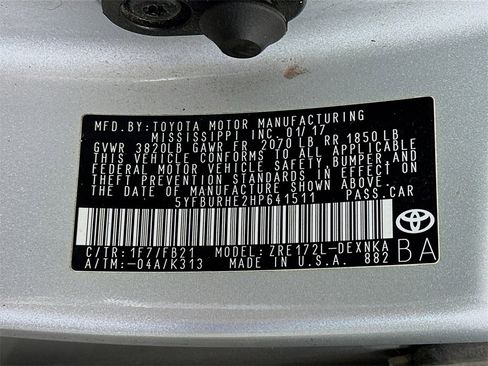 MFD.BY:TOYOTA MOTOR MANUFACTURING
MISSISSIPPI INC. 01/17
GVWR 3820LB GAWR FR 2070 LB RR 1850 LB
THIS VEHICLE CONFORMS TO ALL APPLICABLE
FEDERAL MOTOR VEHICLE SAFETY, BUMPER, AND
THEFT PREVENTION STANDARDS IN EFFECT ON
THE DATE OF MANUFACTURE SHOWN ABOVE.
5YFBURHE2HP641511 PASS.CAR
C/TR:1F7/FB21 MODEL:ZRE172L-DEXNKA
A/TM:-04A/K313 MADE IN U.S.A. 882
BA